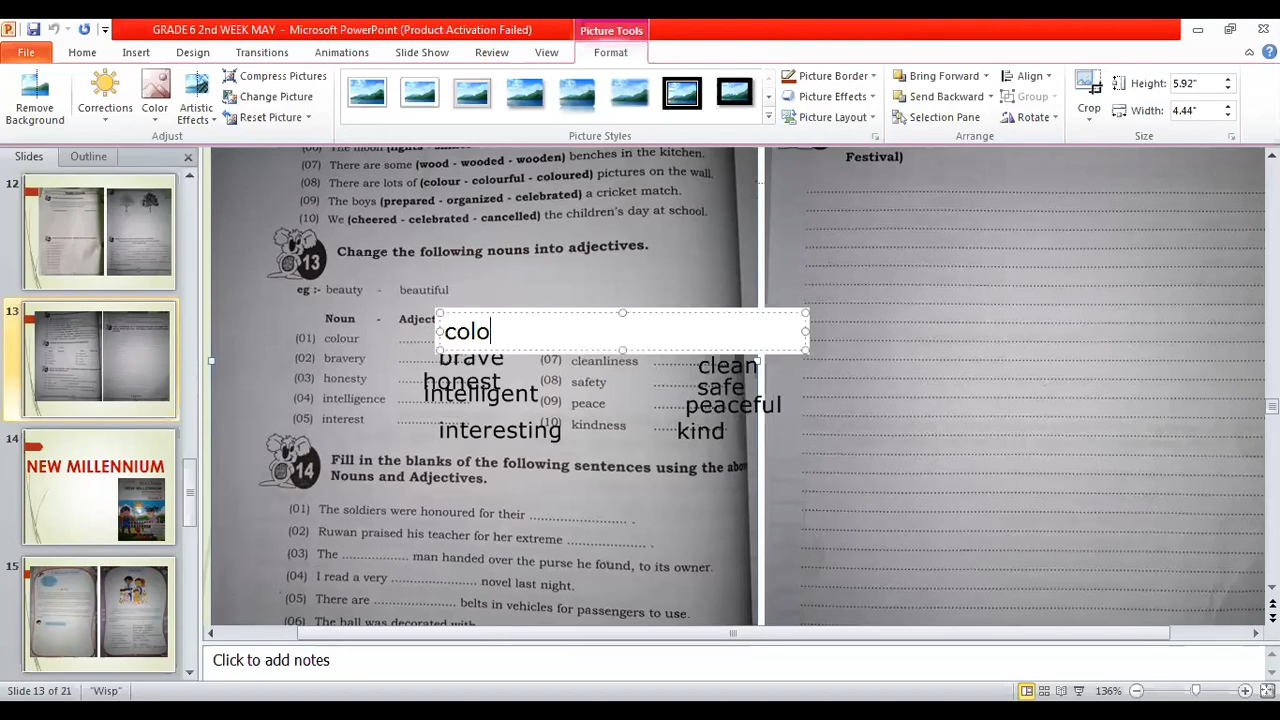 GRADE 6 2nd WEEK MAY - Microsoft PowerPoint (Product Activation Failed)
Picture Tools
File Home Insert Design Transitions Animations Slide Show Review View Format
Remove Background
Corrections
Color
Artistic Effects
Compress Pictures
Change Picture
Reset Picture
Adjust
Picture Styles
Picture Border
Picture Effects
Picture Layout
Bring Forward
Send Backward
Selection Pane
Align
Group
Rotate
Arrange
Crop
Height: 5.92"
Width: 4.44"
Size
Slides Outline
12
13
14
NEW MILLENNIUM
15
(07) There are some (wood - wooded - wooden) benches in the kitchen.
(08) There are lots of (colour - colourful - coloured) pictures on the wall.
(09) The boys (prepared - organized - celebrated) a cricket match.
(10) We (cheered - celebrated - cancelled) the children's day at school.
13 Change the following nouns into adjectives.
eg :- beauty - beautiful
Noun - Adject
colo
(01) colour
(02) bravery brave (07) cleanliness clean
(03) honesty honest (08) safety safe
(04) intelligence intelligent (09) peace peaceful
(05) interest interesting (10) kindness kind
14 Fill in the blanks of the following sentences using the above
Nouns and Adjectives.
(01) The soldiers were honoured for their .................... .
(02) Ruwan praised his teacher for her extreme .................... .
(03) The ............... man handed over the purse he found, to its owner.
(04) I read a very .................... novel last night.
(05) There are .................... belts in vehicles for passengers to use.
(06) The hall was decorated with
Festival)
Click to add notes
Slide 13 of 21 "Wisp" 136%